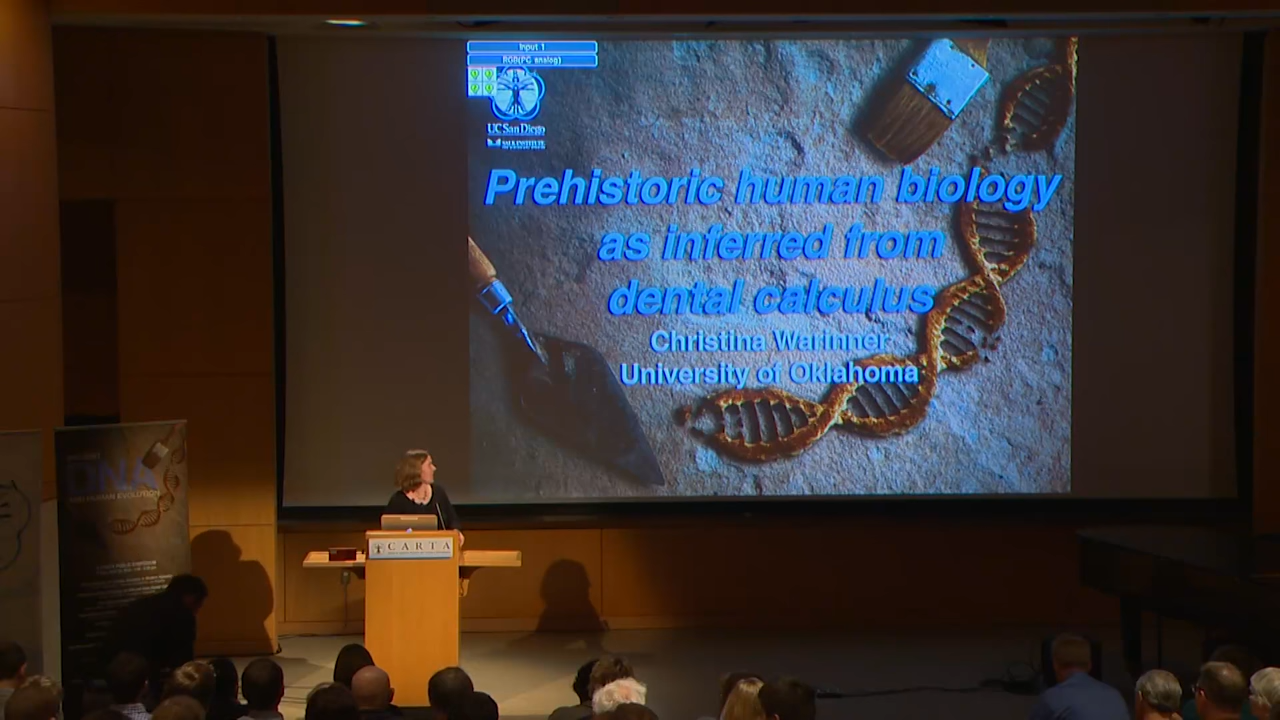 Input 1
RGB(PC analog)
UC San Diego
Prehistoric human biology
as inferred from
dental calculus
Christina Warinner
University of Oklahoma
DNA
CARTA